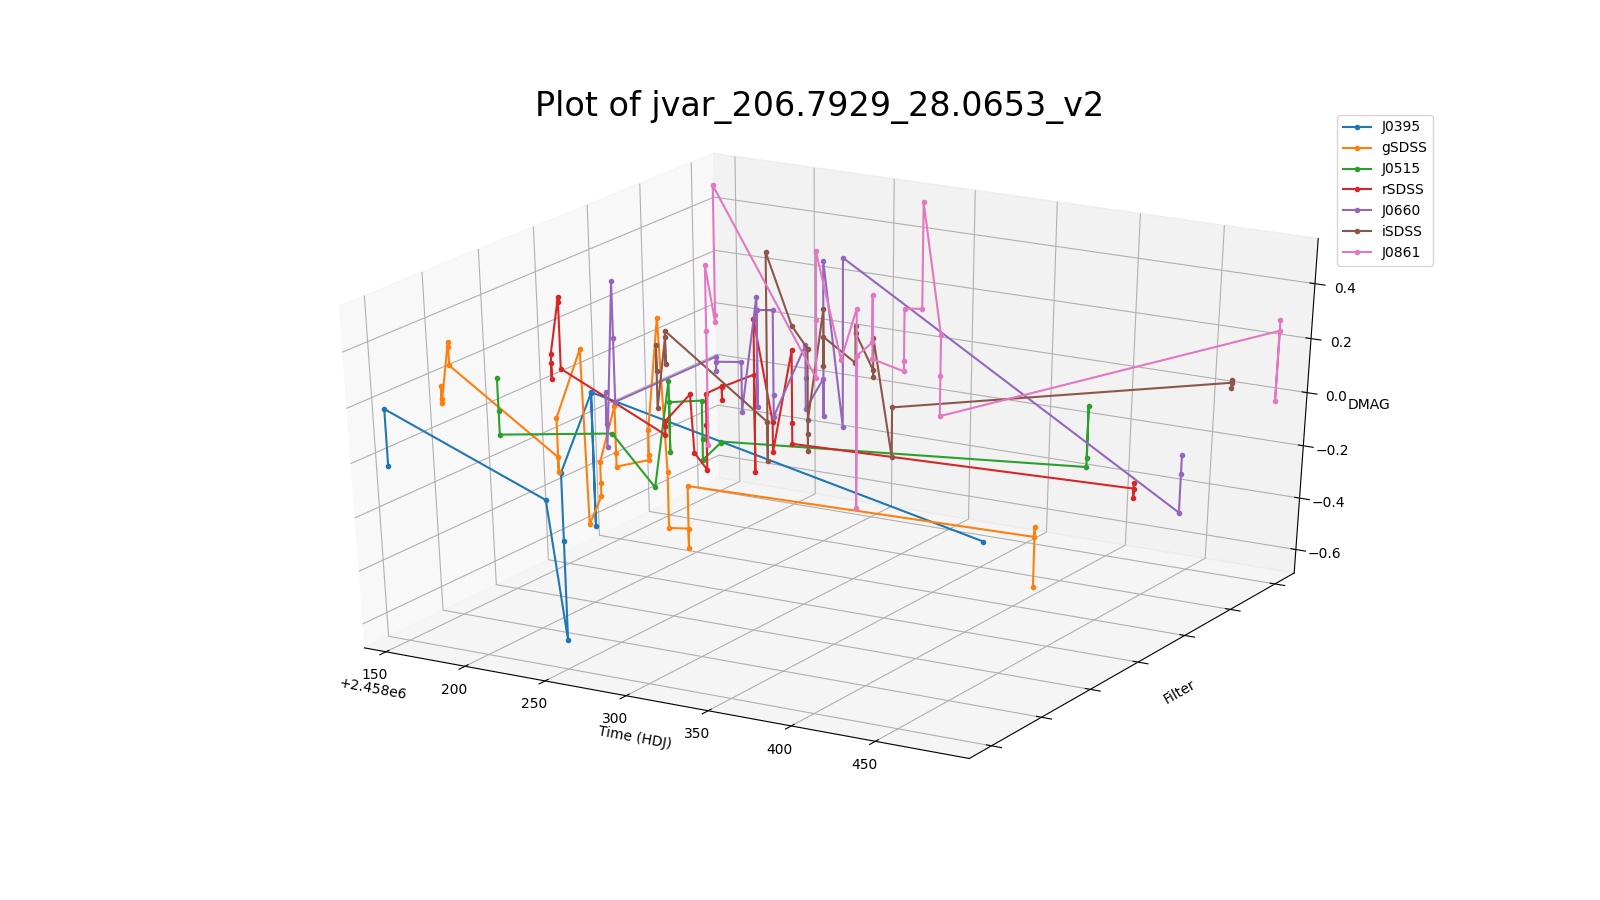 Plot of jvar_206.7929_28.0653_v2
J0395
gSDSS
J0515
rSDSS
J0660
iSDSS
J0861
0.4
0.2
0.0
−0.2
−0.4
−0.6
DMAG
Filter
150
200
250
300
350
400
450
+2.458e6
Time (HDJ)